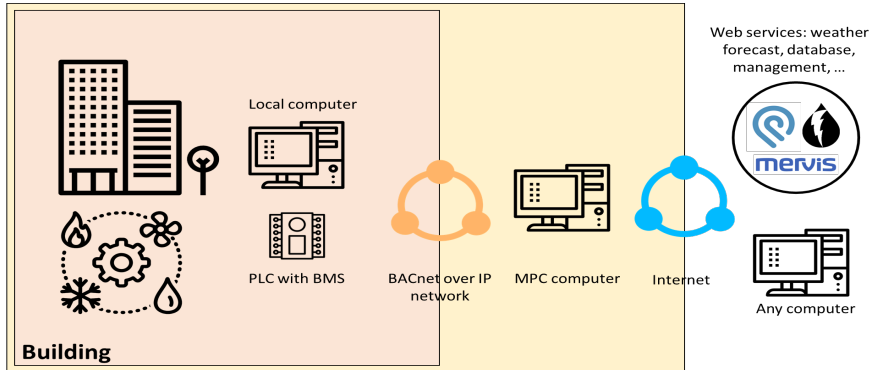 Web services: weather
forecast, database,
management, ...
mervis
Local computer
PLC with BMS
BACnet over IP
network
MPC computer
Internet
Any computer
Building